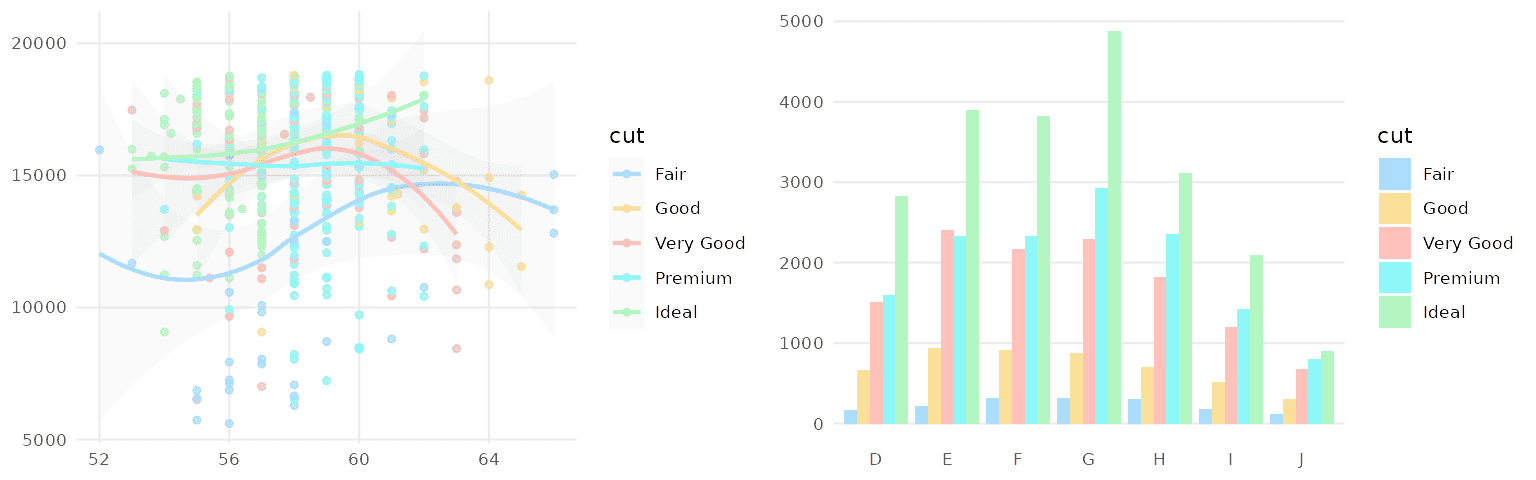 20000
15000
10000
5000
52 56 60 64
cut
Fair
Good
Very Good
Premium
Ideal
5000
4000
3000
2000
1000
0
D E F G H I J
cut
Fair
Good
Very Good
Premium
Ideal